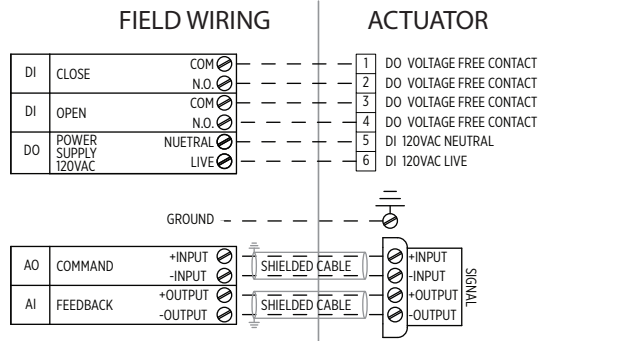 FIELD WIRING
ACTUATOR
DI CLOSE COM 1 DO VOLTAGE FREE CONTACT
N.O. 2 DO VOLTAGE FREE CONTACT
DI OPEN COM 3 DO VOLTAGE FREE CONTACT
N.O. 4 DO VOLTAGE FREE CONTACT
DO POWER SUPPLY 120VAC NUETRAL 5 DI 120VAC NEUTRAL
LIVE 6 DI 120VAC LIVE
GROUND
AO COMMAND +INPUT SHIELDED CABLE +INPUT
-INPUT -INPUT
AI FEEDBACK +OUTPUT SHIELDED CABLE +OUTPUT
-OUTPUT -OUTPUT
SIGNAL